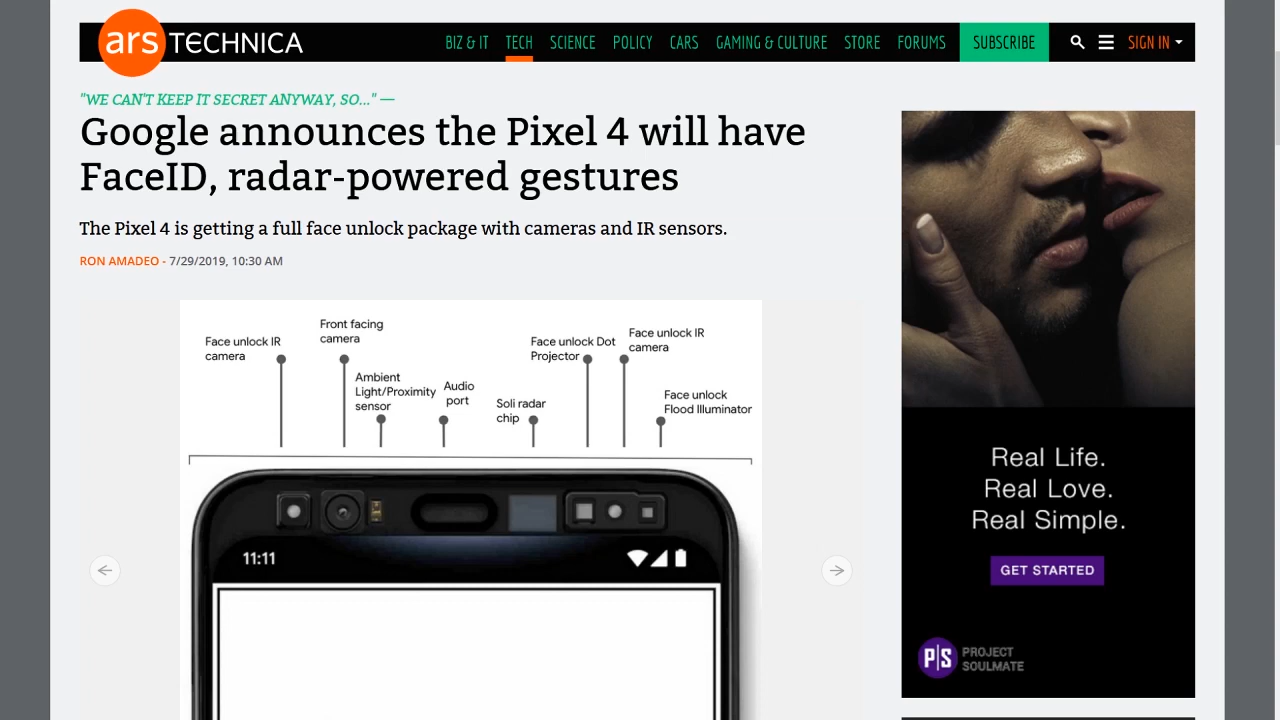 ars TECHNICA
BIZ & IT TECH SCIENCE POLICY CARS GAMING & CULTURE STORE FORUMS SUBSCRIBE SIGN IN
"WE CAN'T KEEP IT SECRET ANYWAY, SO..." —
Google announces the Pixel 4 will have
FaceID, radar-powered gestures
The Pixel 4 is getting a full face unlock package with cameras and IR sensors.
RON AMADEO - 7/29/2019, 10:30 AM
Face unlock IR
camera
Front facing
camera
Ambient
Light/Proximity
sensor
Audio
port
Soli radar
chip
Face unlock Dot
Projector
Face unlock IR
camera
Face unlock
Flood Illuminator
11:11
Real Life.
Real Love.
Real Simple.
GET STARTED
P|S PROJECT
SOULMATE